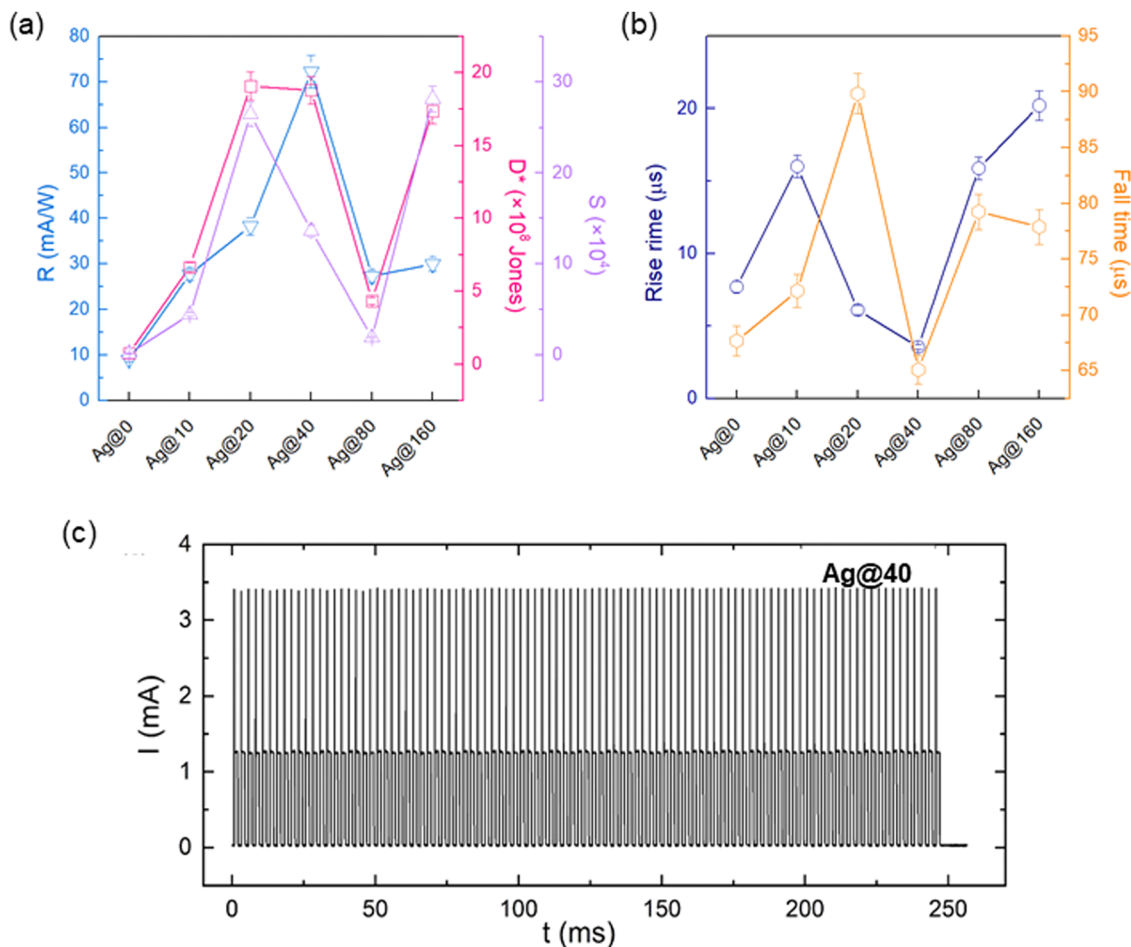 (a)
80
70
60
50
40
30
20
10
0
R (mA/W)
20
15
10
5
0
D* (×10⁸ Jones)
30
20
10
0
S (×10⁴)
Ag@0
Ag@10
Ag@20
Ag@40
Ag@80
Ag@160
(b)
20
10
0
Rise rime (μs)
95
90
85
80
75
70
65
Fall time (μs)
Ag@0
Ag@10
Ag@20
Ag@40
Ag@80
Ag@160
(c)
4
3
2
1
0
I (mA)
Ag@40
0
50
100
150
200
250
t (ms)